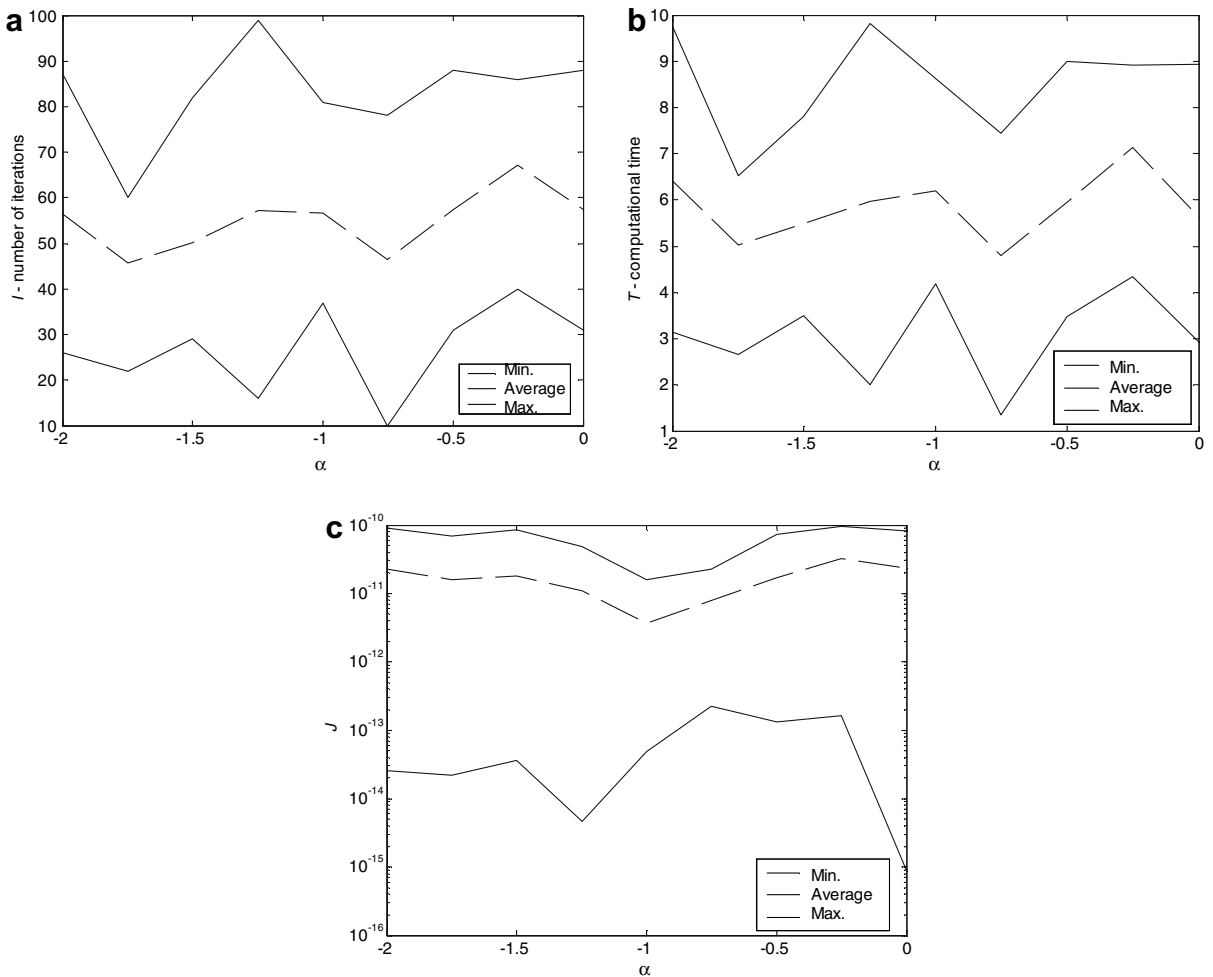 a
100
90
80
70
60
50
40
30
20
10
I - number of iterations
-2
-1.5
-1
-0.5
0
α
Min.
Average
Max.
b
10
9
8
7
6
5
4
3
2
1
T - computational time
-2
-1.5
-1
-0.5
0
α
Min.
Average
Max.
c
10^-10
10^-11
10^-12
10^-13
10^-14
10^-15
10^-16
J
-2
-1.5
-1
-0.5
0
α
Min.
Average
Max.